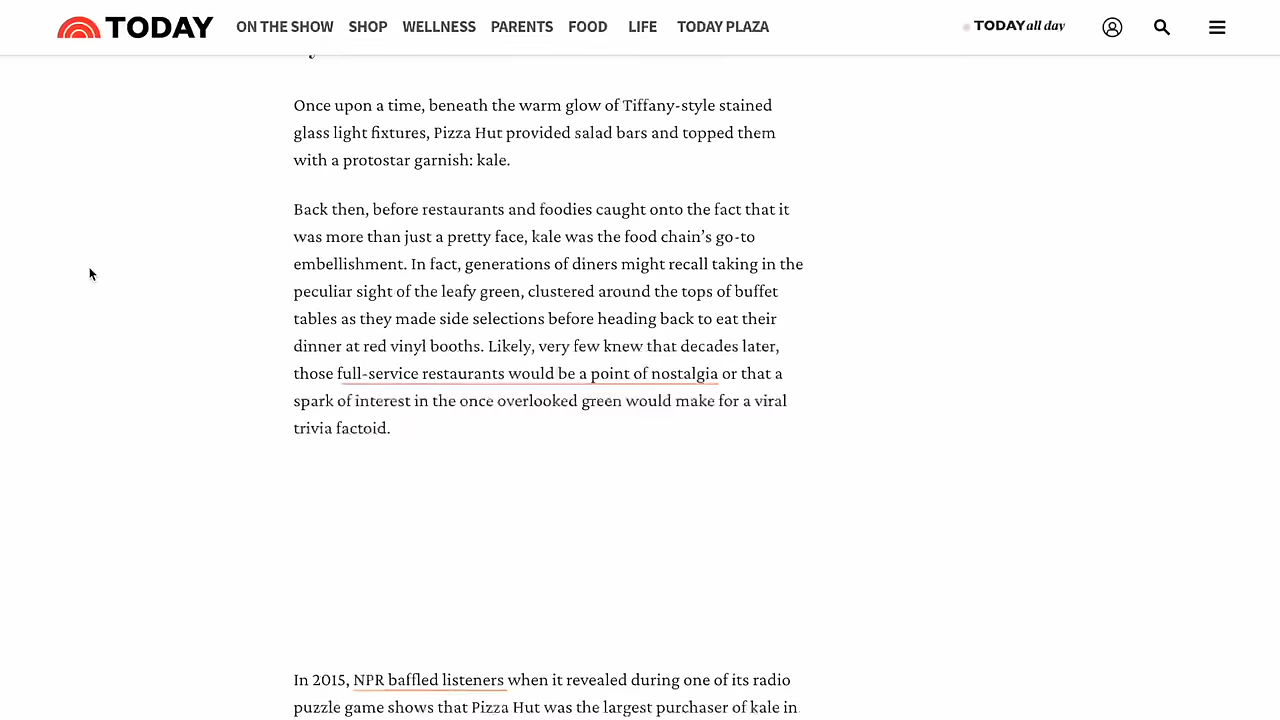 TODAY ON THE SHOW SHOP WELLNESS PARENTS FOOD LIFE TODAY PLAZA TODAY all day
Once upon a time, beneath the warm glow of Tiffany-style stained
glass light fixtures, Pizza Hut provided salad bars and topped them
with a protostar garnish: kale.
Back then, before restaurants and foodies caught onto the fact that it
was more than just a pretty face, kale was the food chain’s go-to
embellishment. In fact, generations of diners might recall taking in the
peculiar sight of the leafy green, clustered around the tops of buffet
tables as they made side selections before heading back to eat their
dinner at red vinyl booths. Likely, very few knew that decades later,
those full-service restaurants would be a point of nostalgia or that a
spark of interest in the once overlooked green would make for a viral
trivia factoid.
In 2015, NPR baffled listeners when it revealed during one of its radio
puzzle game shows that Pizza Hut was the largest purchaser of kale in